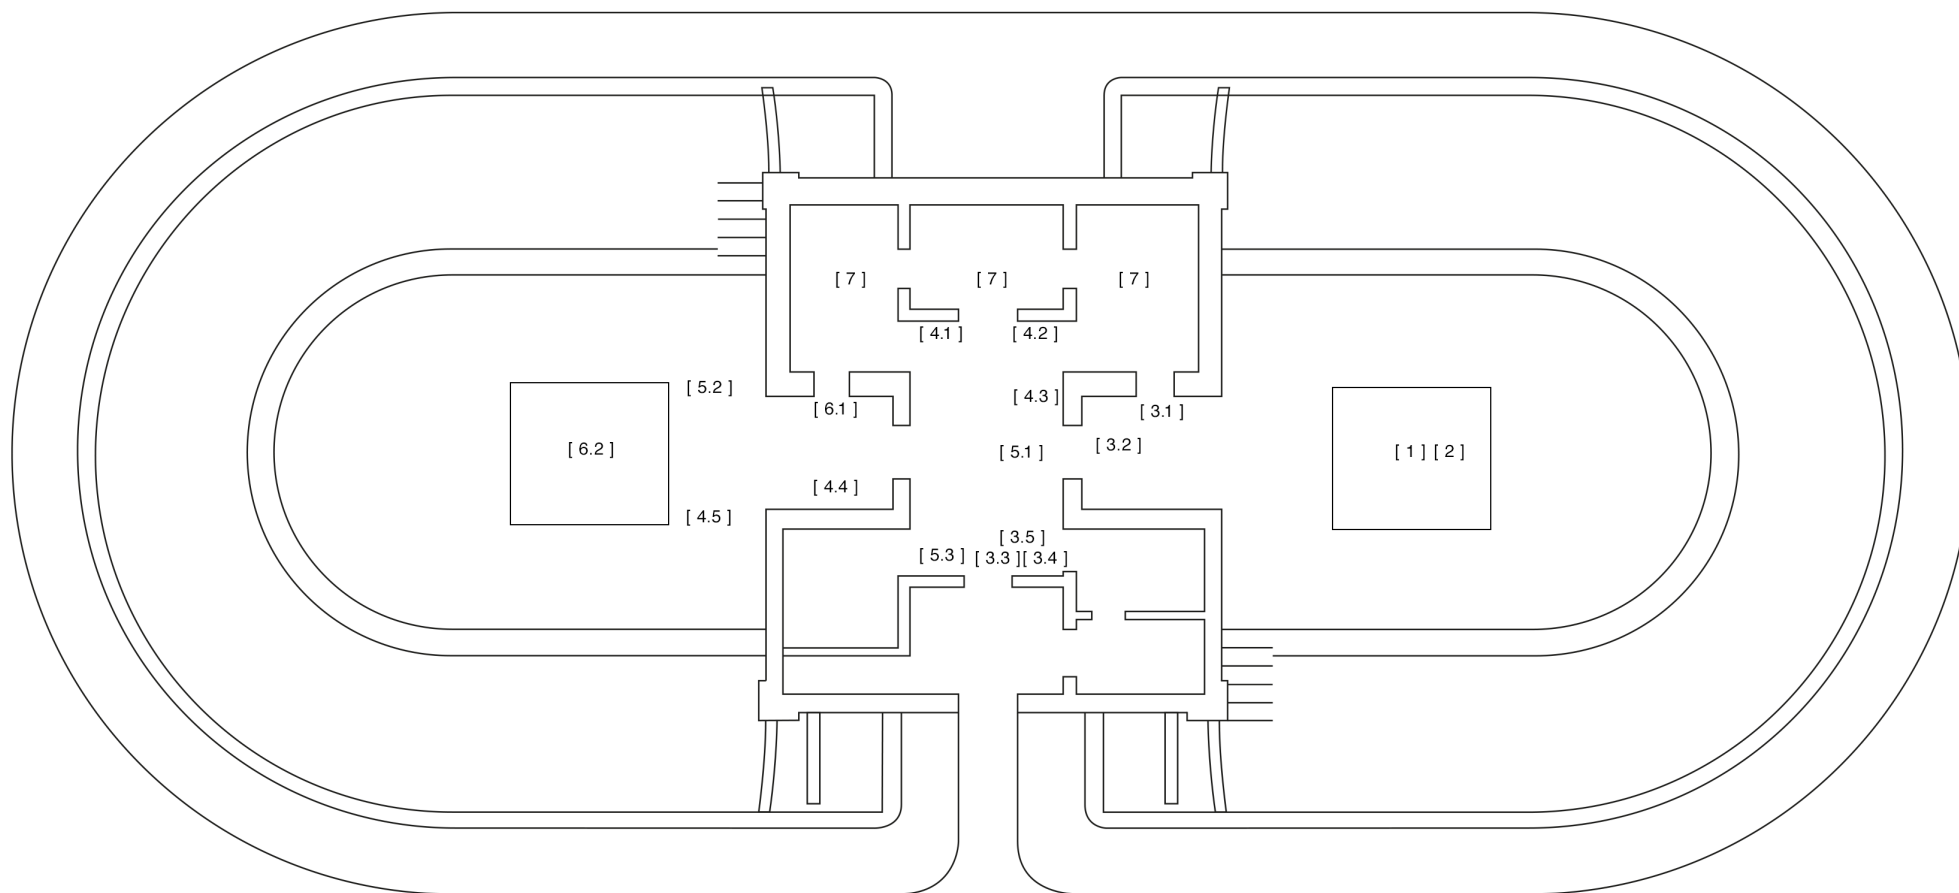 [ 7 ] [ 7 ] [ 7 ]
[ 4.1 ] [ 4.2 ]
[ 5.2 ] [ 4.3 ]
[ 6.1 ] [ 3.1 ]
[ 6.2 ] [ 5.1 ] [ 3.2 ] [ 1 ] [ 2 ]
[ 4.4 ]
[ 4.5 ]
[ 3.5 ]
[ 5.3 ] [ 3.3 ][ 3.4 ]